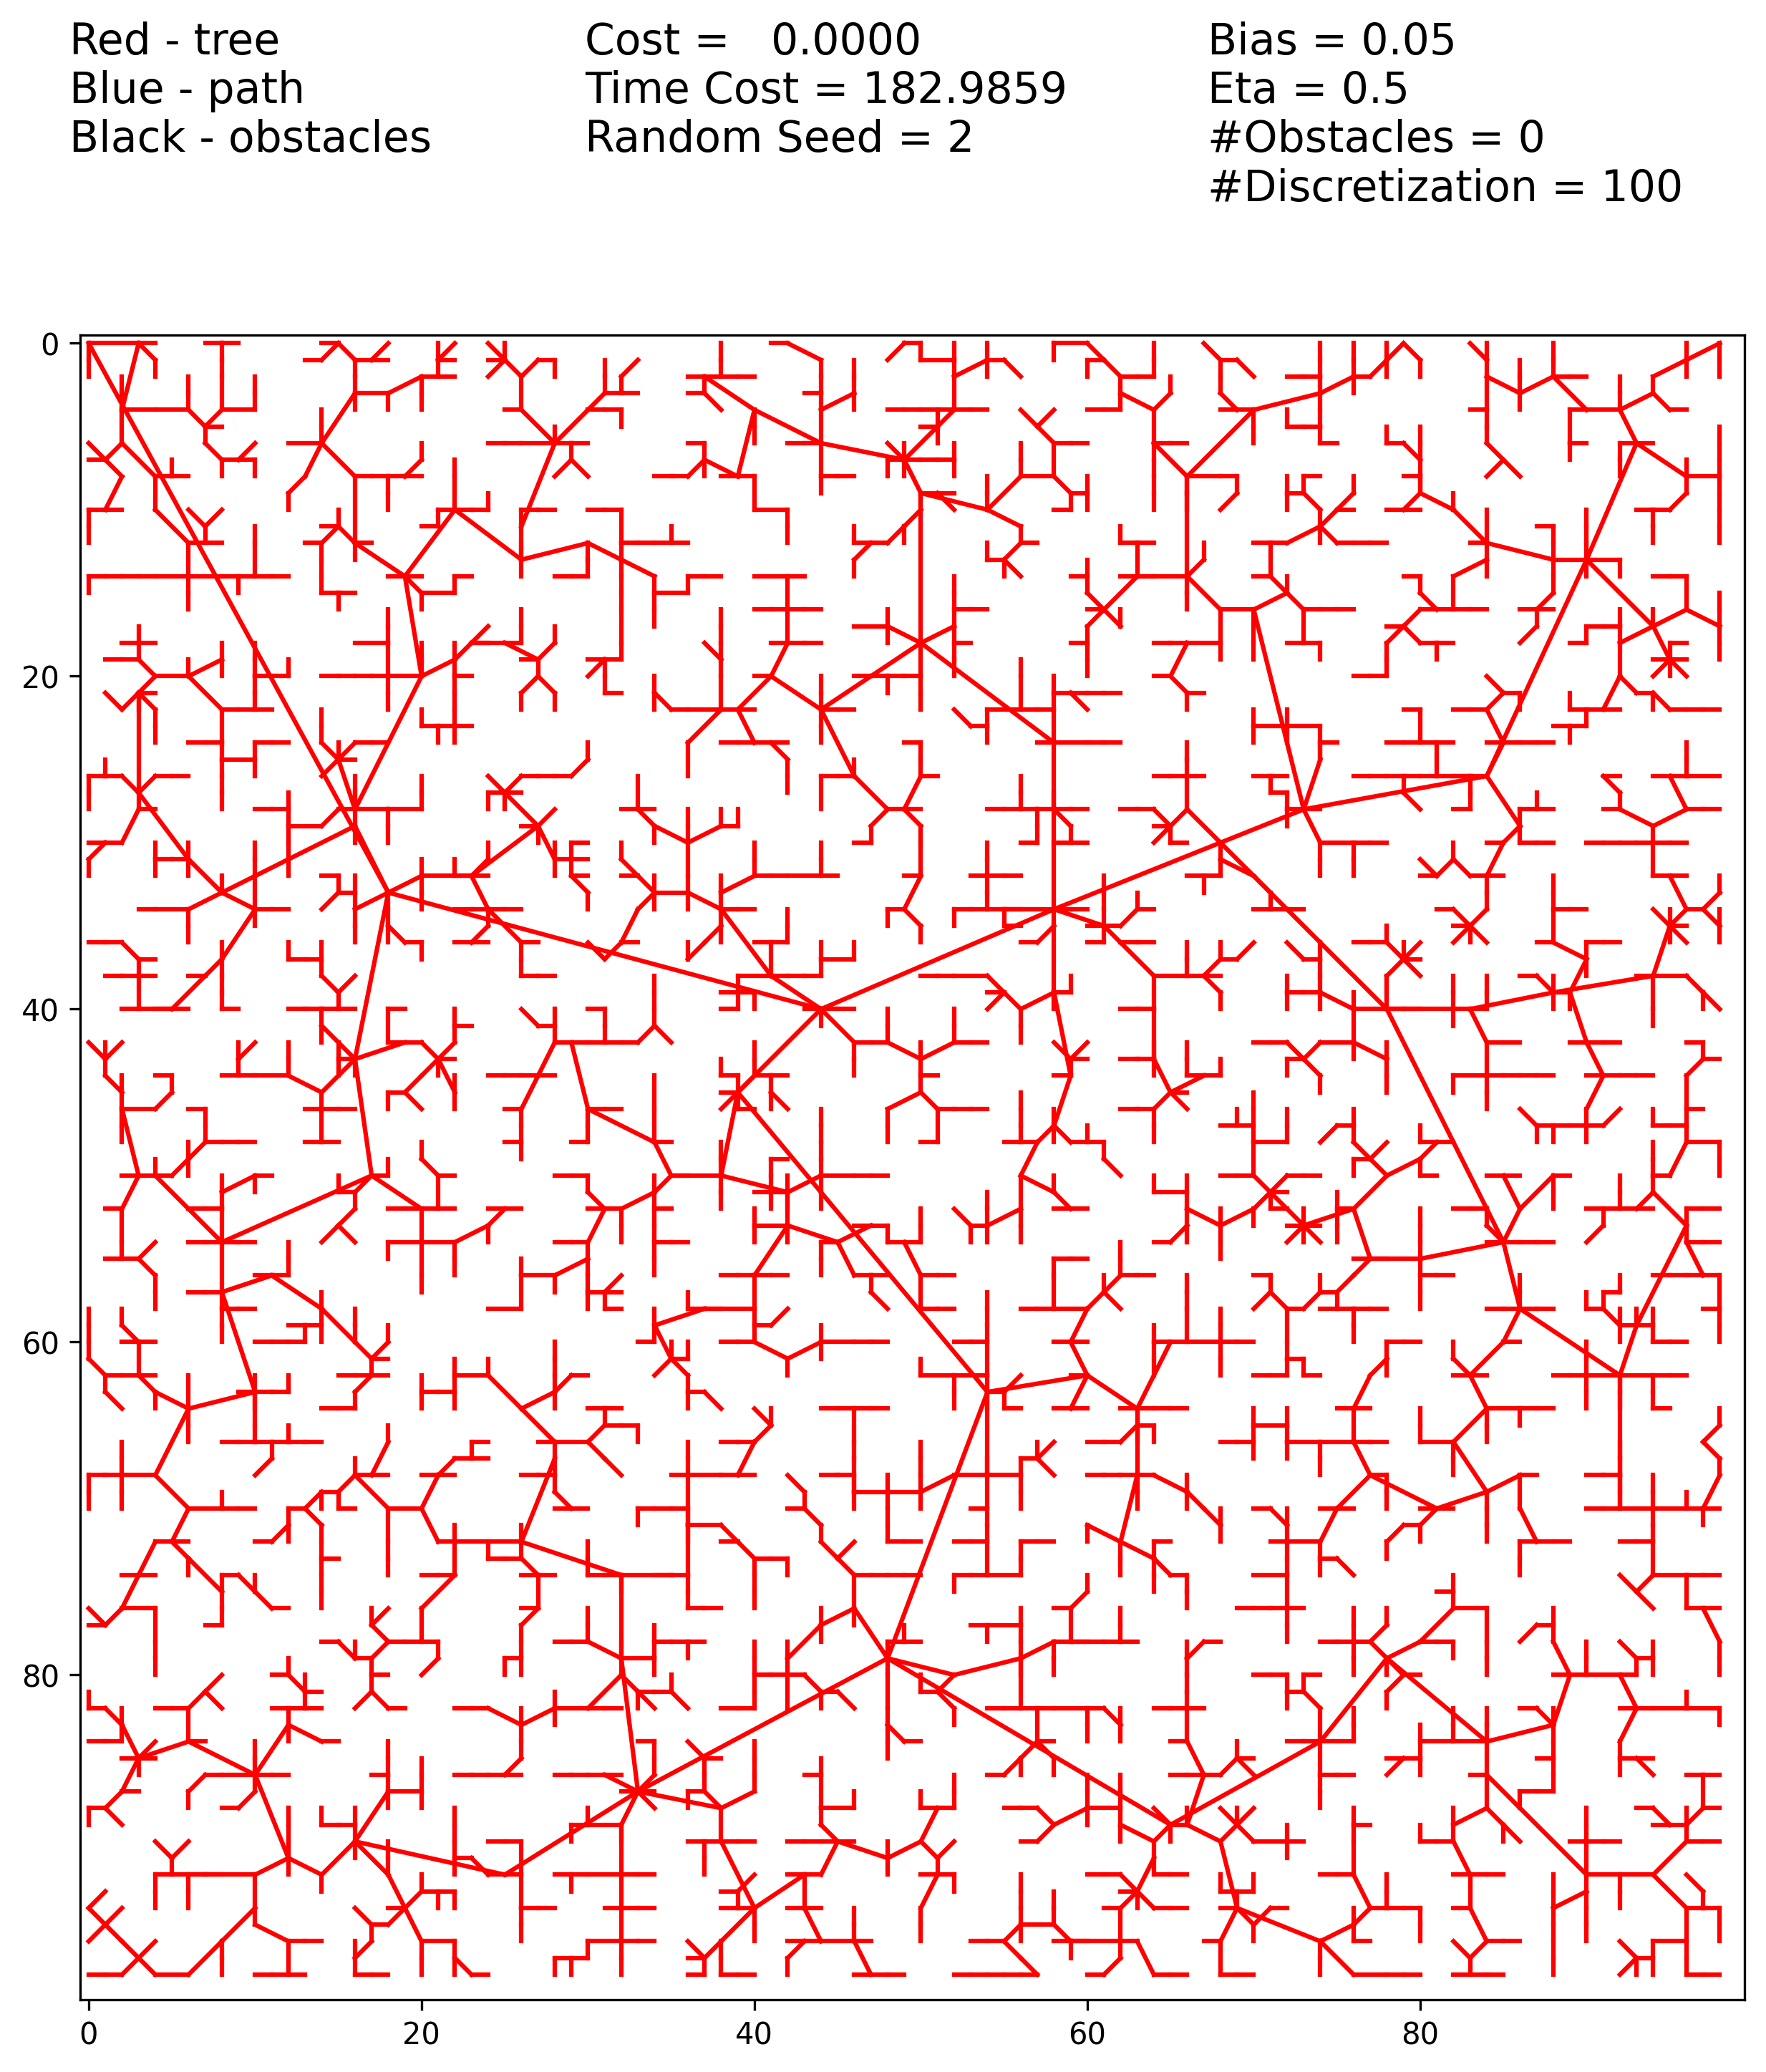 Red - tree
Blue - path
Black - obstacles
Cost =   0.0000
Time Cost = 182.9859
Random Seed = 2
Bias = 0.05
Eta = 0.5
#Obstacles = 0
#Discretization = 100
0
20
40
60
80
0 20 40 60 80